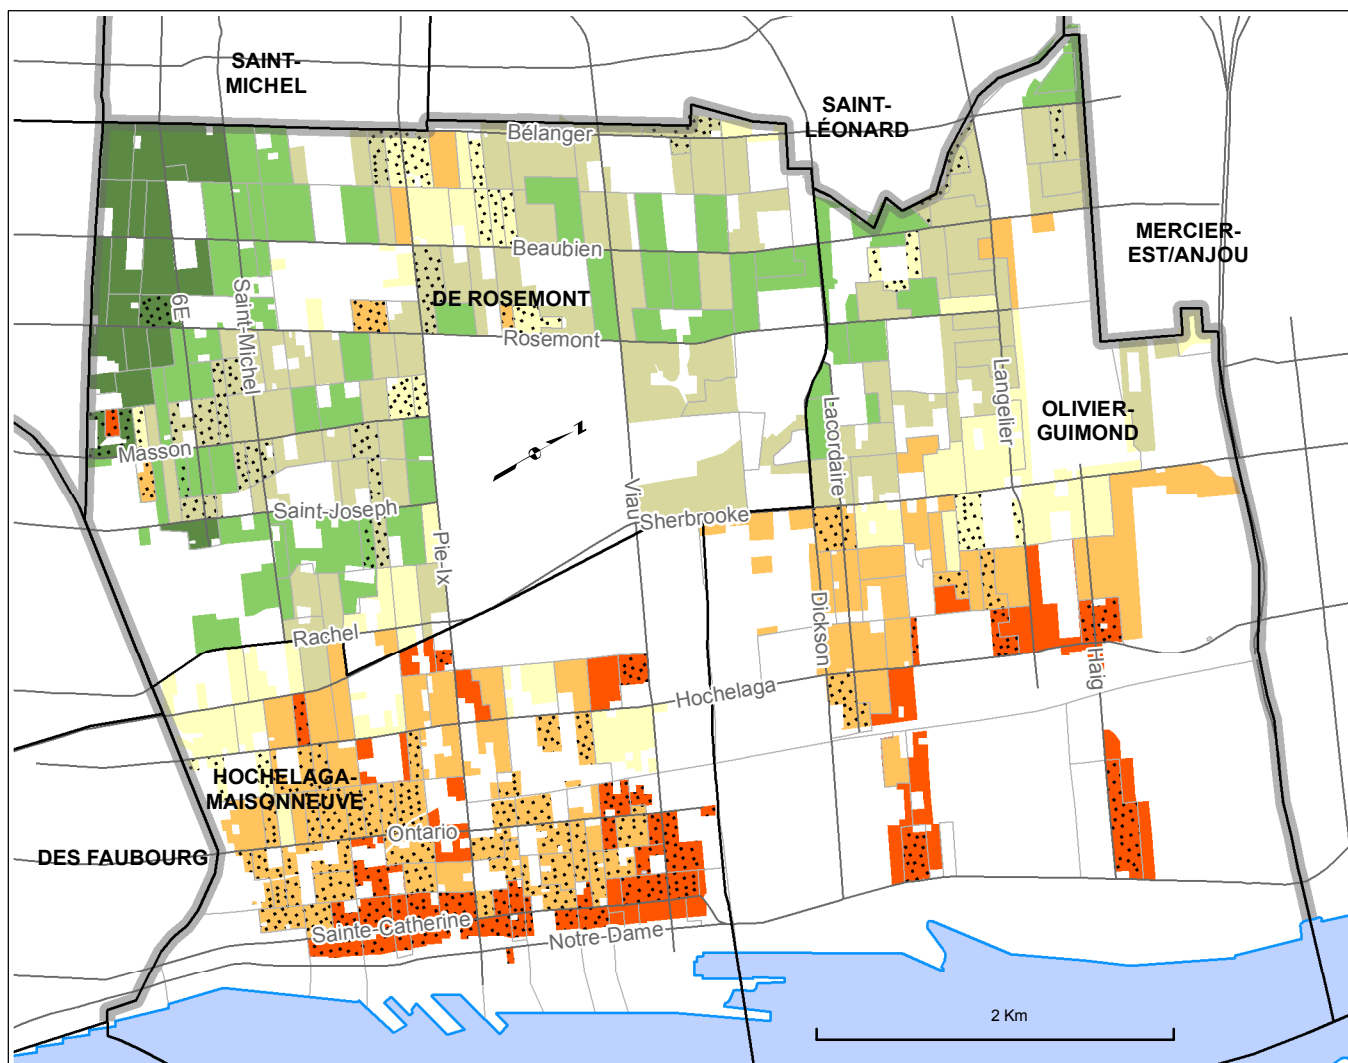 SAINT-
MICHEL
SAINT-
LÉONARD
Bélanger
MERCIER-
EST/ANJOU
Beaubien
6E
Saint-Michel
DE ROSEMONT
Rosemont
Langelier
OLIVIER-
GUIMOND
Lacordaire
Masson
Z
Viau
Saint-Joseph
Sherbrooke
Pie-Ix
Dickson
Rachel
Haig
Hochelaga
HOCHELAGA-
MAISONNEUVE
Ontario
DES FAUBOURG
Sainte-Catherine
Notre-Dame
2 Km